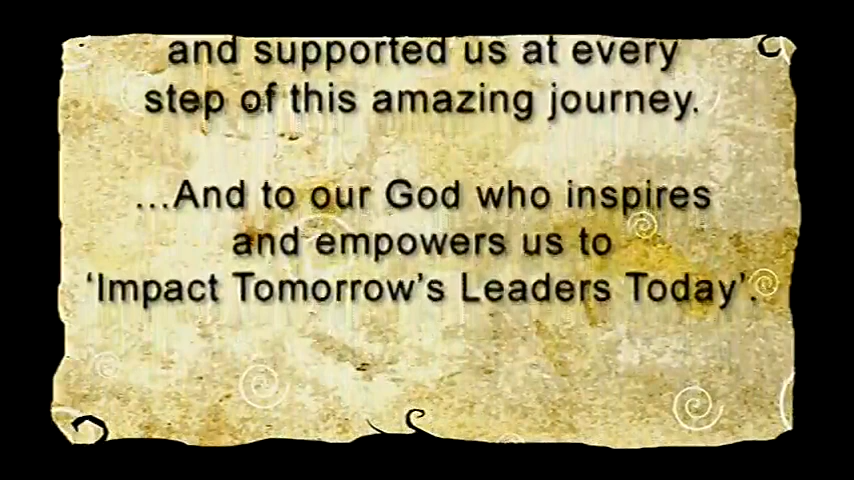 and supported us at every
step of this amazing journey.
...And to our God who inspires
and empowers us to
‘Impact Tomorrow’s Leaders Today’.